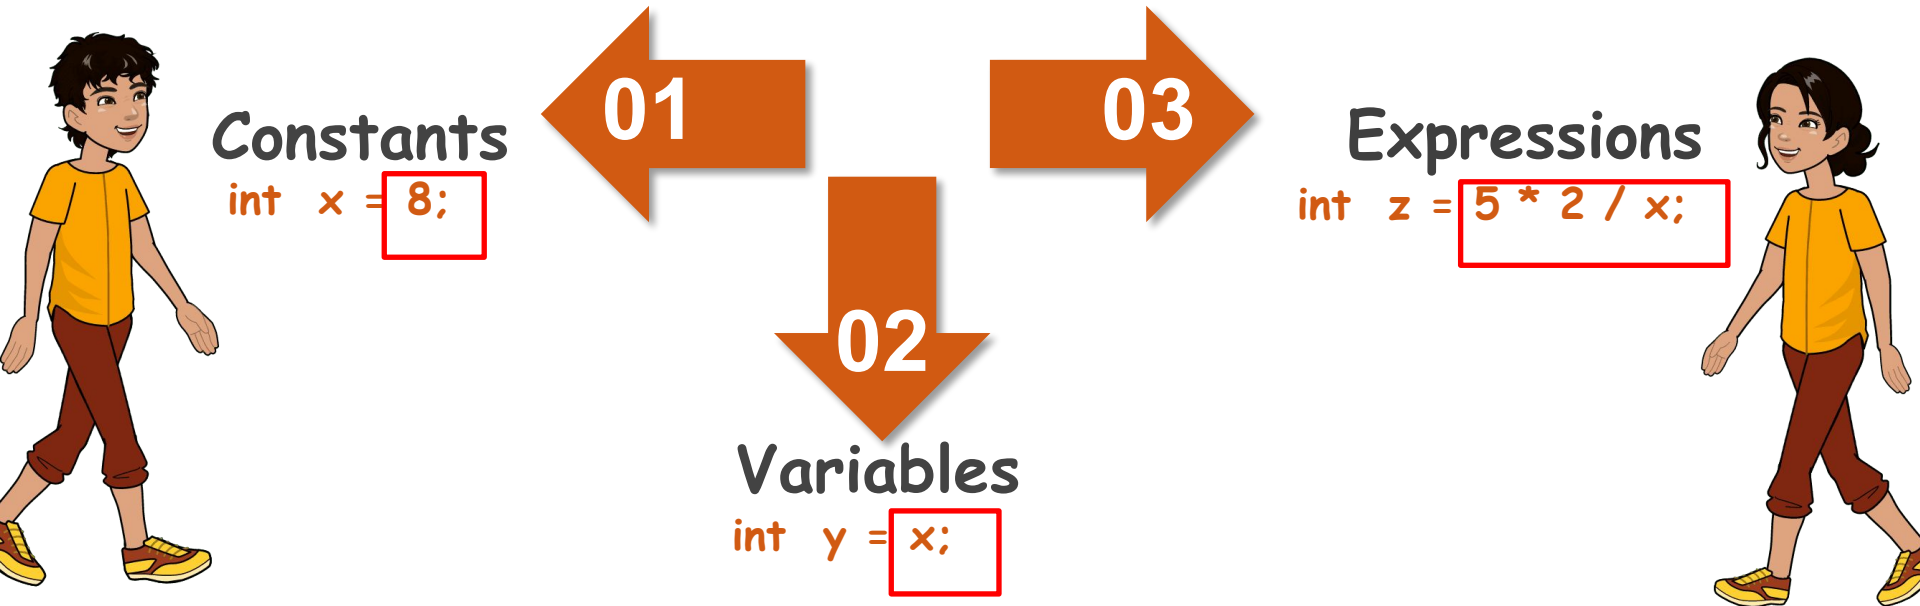 01
Constants
int x = 8;
02
Variables
int y = x;
03
Expressions
int z = 5 * 2 / x;